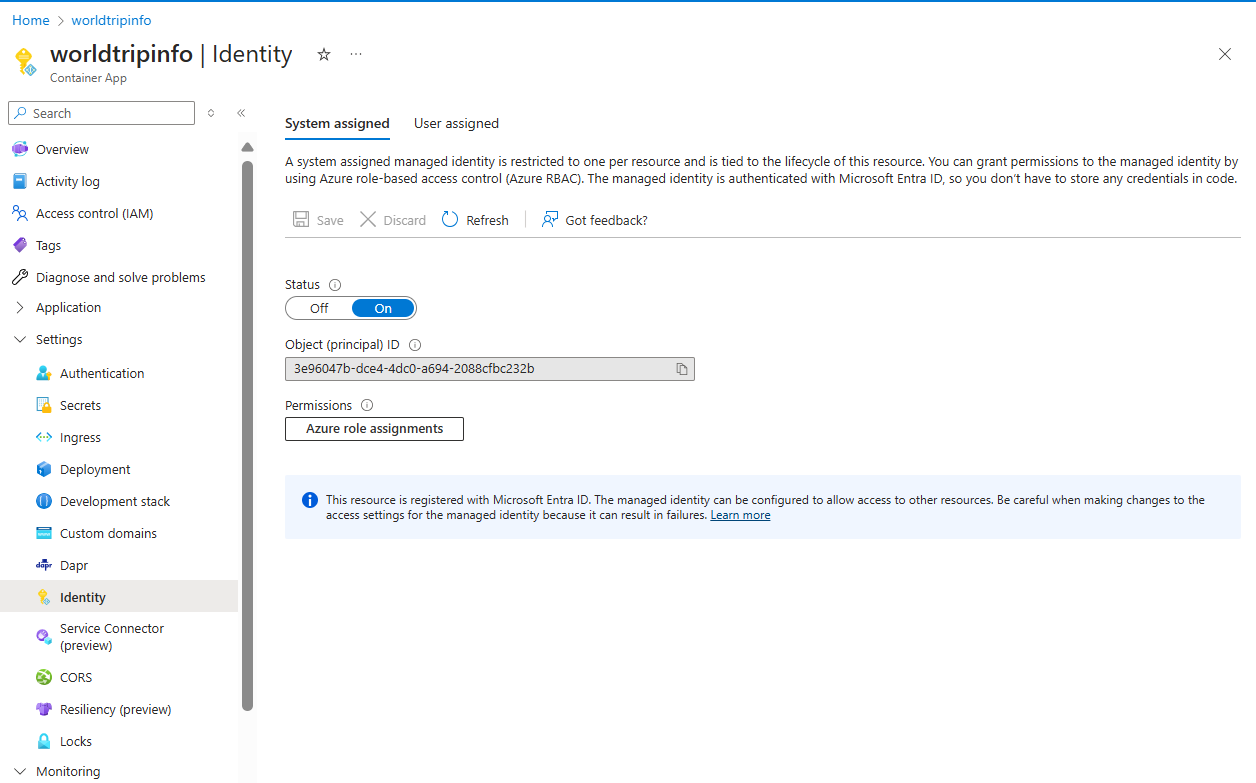 Home > worldtripinfo
worldtripinfo | Identity
Container App
Search
Overview
Activity log
Access control (IAM)
Tags
Diagnose and solve problems
Application
Settings
Authentication
Secrets
Ingress
Deployment
Development stack
Custom domains
dapr Dapr
Identity
Service Connector
(preview)
CORS
Resiliency (preview)
Locks
Monitoring
System assigned User assigned
A system assigned managed identity is restricted to one per resource and is tied to the lifecycle of this resource. You can grant permissions to the managed identity by
using Azure role-based access control (Azure RBAC). The managed identity is authenticated with Microsoft Entra ID, so you don't have to store any credentials in code.
Save Discard Refresh Got feedback?
Status
Off On
Object (principal) ID
3e96047b-dce4-4dc0-a694-2088cfbc232b
Permissions
Azure role assignments
This resource is registered with Microsoft Entra ID. The managed identity can be configured to allow access to other resources. Be careful when making changes to the
access settings for the managed identity because it can result in failures. Learn more